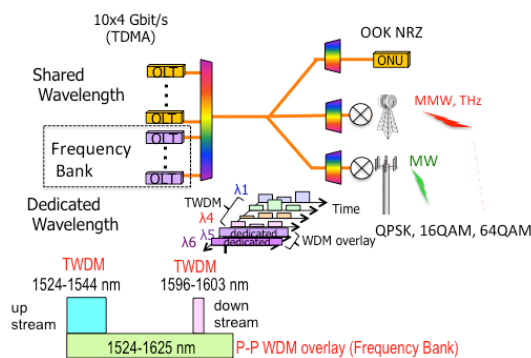 10x4 Gbit/s
(TDMA)
OOK NRZ
OLT
ONU
Shared
Wavelength
MMW, THz
OLT
OLT
Frequency
Bank
MW
OLT
λ1
TWDM
Time
Dedicated
Wavelength
λ4
λ5
dedicated
QPSK, 16QAM, 64QAM
λ6
dedicated
WDM overlay
TWDM
1524-1544 nm
TWDM
1596-1603 nm
up
stream
down
stream
1524-1625 nm
P-P WDM overlay (Frequency Bank)